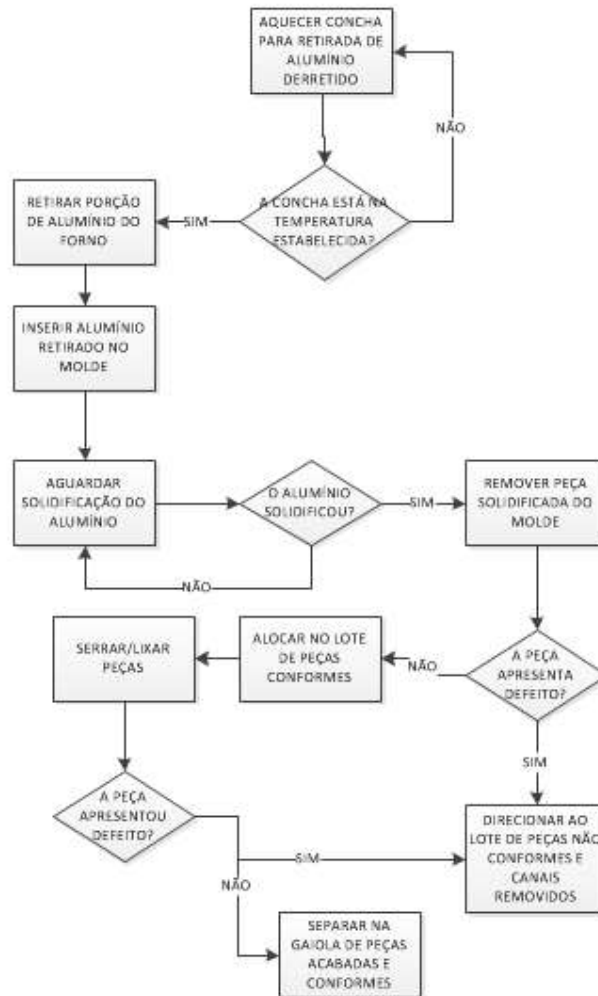 AQUECER CONCHA
PARA RETIRADA DE
ALUMÍNIO
DERRETIDO
NÃO
A CONCHA ESTÁ NA
TEMPERATURA
ESTABELECIDA?
SIM
RETIRAR PORÇÃO
DE ALUMÍNIO DO
FORNO
INSERIR ALUMÍNIO
RETIRADO NO
MOLDE
AGUARDAR
SOLIDIFICAÇÃO DO
ALUMÍNIO
O ALUMÍNIO
SOLIDIFICOU?
SIM
REMOVER PEÇA
SOLIDIFICADA DO
MOLDE
NÃO
A PEÇA
APRESENTA
DEFEITO?
NÃO
ALOCAR NO LOTE
DE PEÇAS
CONFORMES
SERRAR/LIXAR
PEÇAS
SIM
A PEÇA
APRESENTOU
DEFEITO?
SIM
DIRECIONAR AO
LOTE DE PEÇAS NÃO
CONFORMES E
CANAIS
REMOVIDOS
NÃO
SEPARAR NA
GAIOLA DE PEÇAS
ACABADAS E
CONFORMES